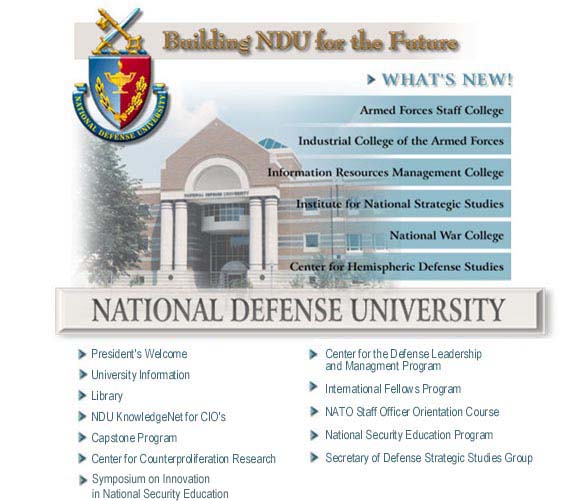 Building NDU for the Future
WHAT'S NEW!
NATIONAL DEFENSE UNIVERSITY
Armed Forces Staff College
Industrial College of the Armed Forces
Information Resources Management College
NATIONAL DEFENSE UNIVERSITY
Institute for National Strategic Studies
National War College
Center for Hemispheric Defense Studies
NATIONAL DEFENSE UNIVERSITY
President's Welcome
University Information
Library
NDU KnowledgeNet for CIO's
Capstone Program
Center for Counterproliferation Research
Symposium on Innovation
in National Security Education
Center for the Defense Leadership
and Managment Program
International Fellows Program
NATO Staff Officer Orientation Course
National Security Education Program
Secretary of Defense Strategic Studies Group